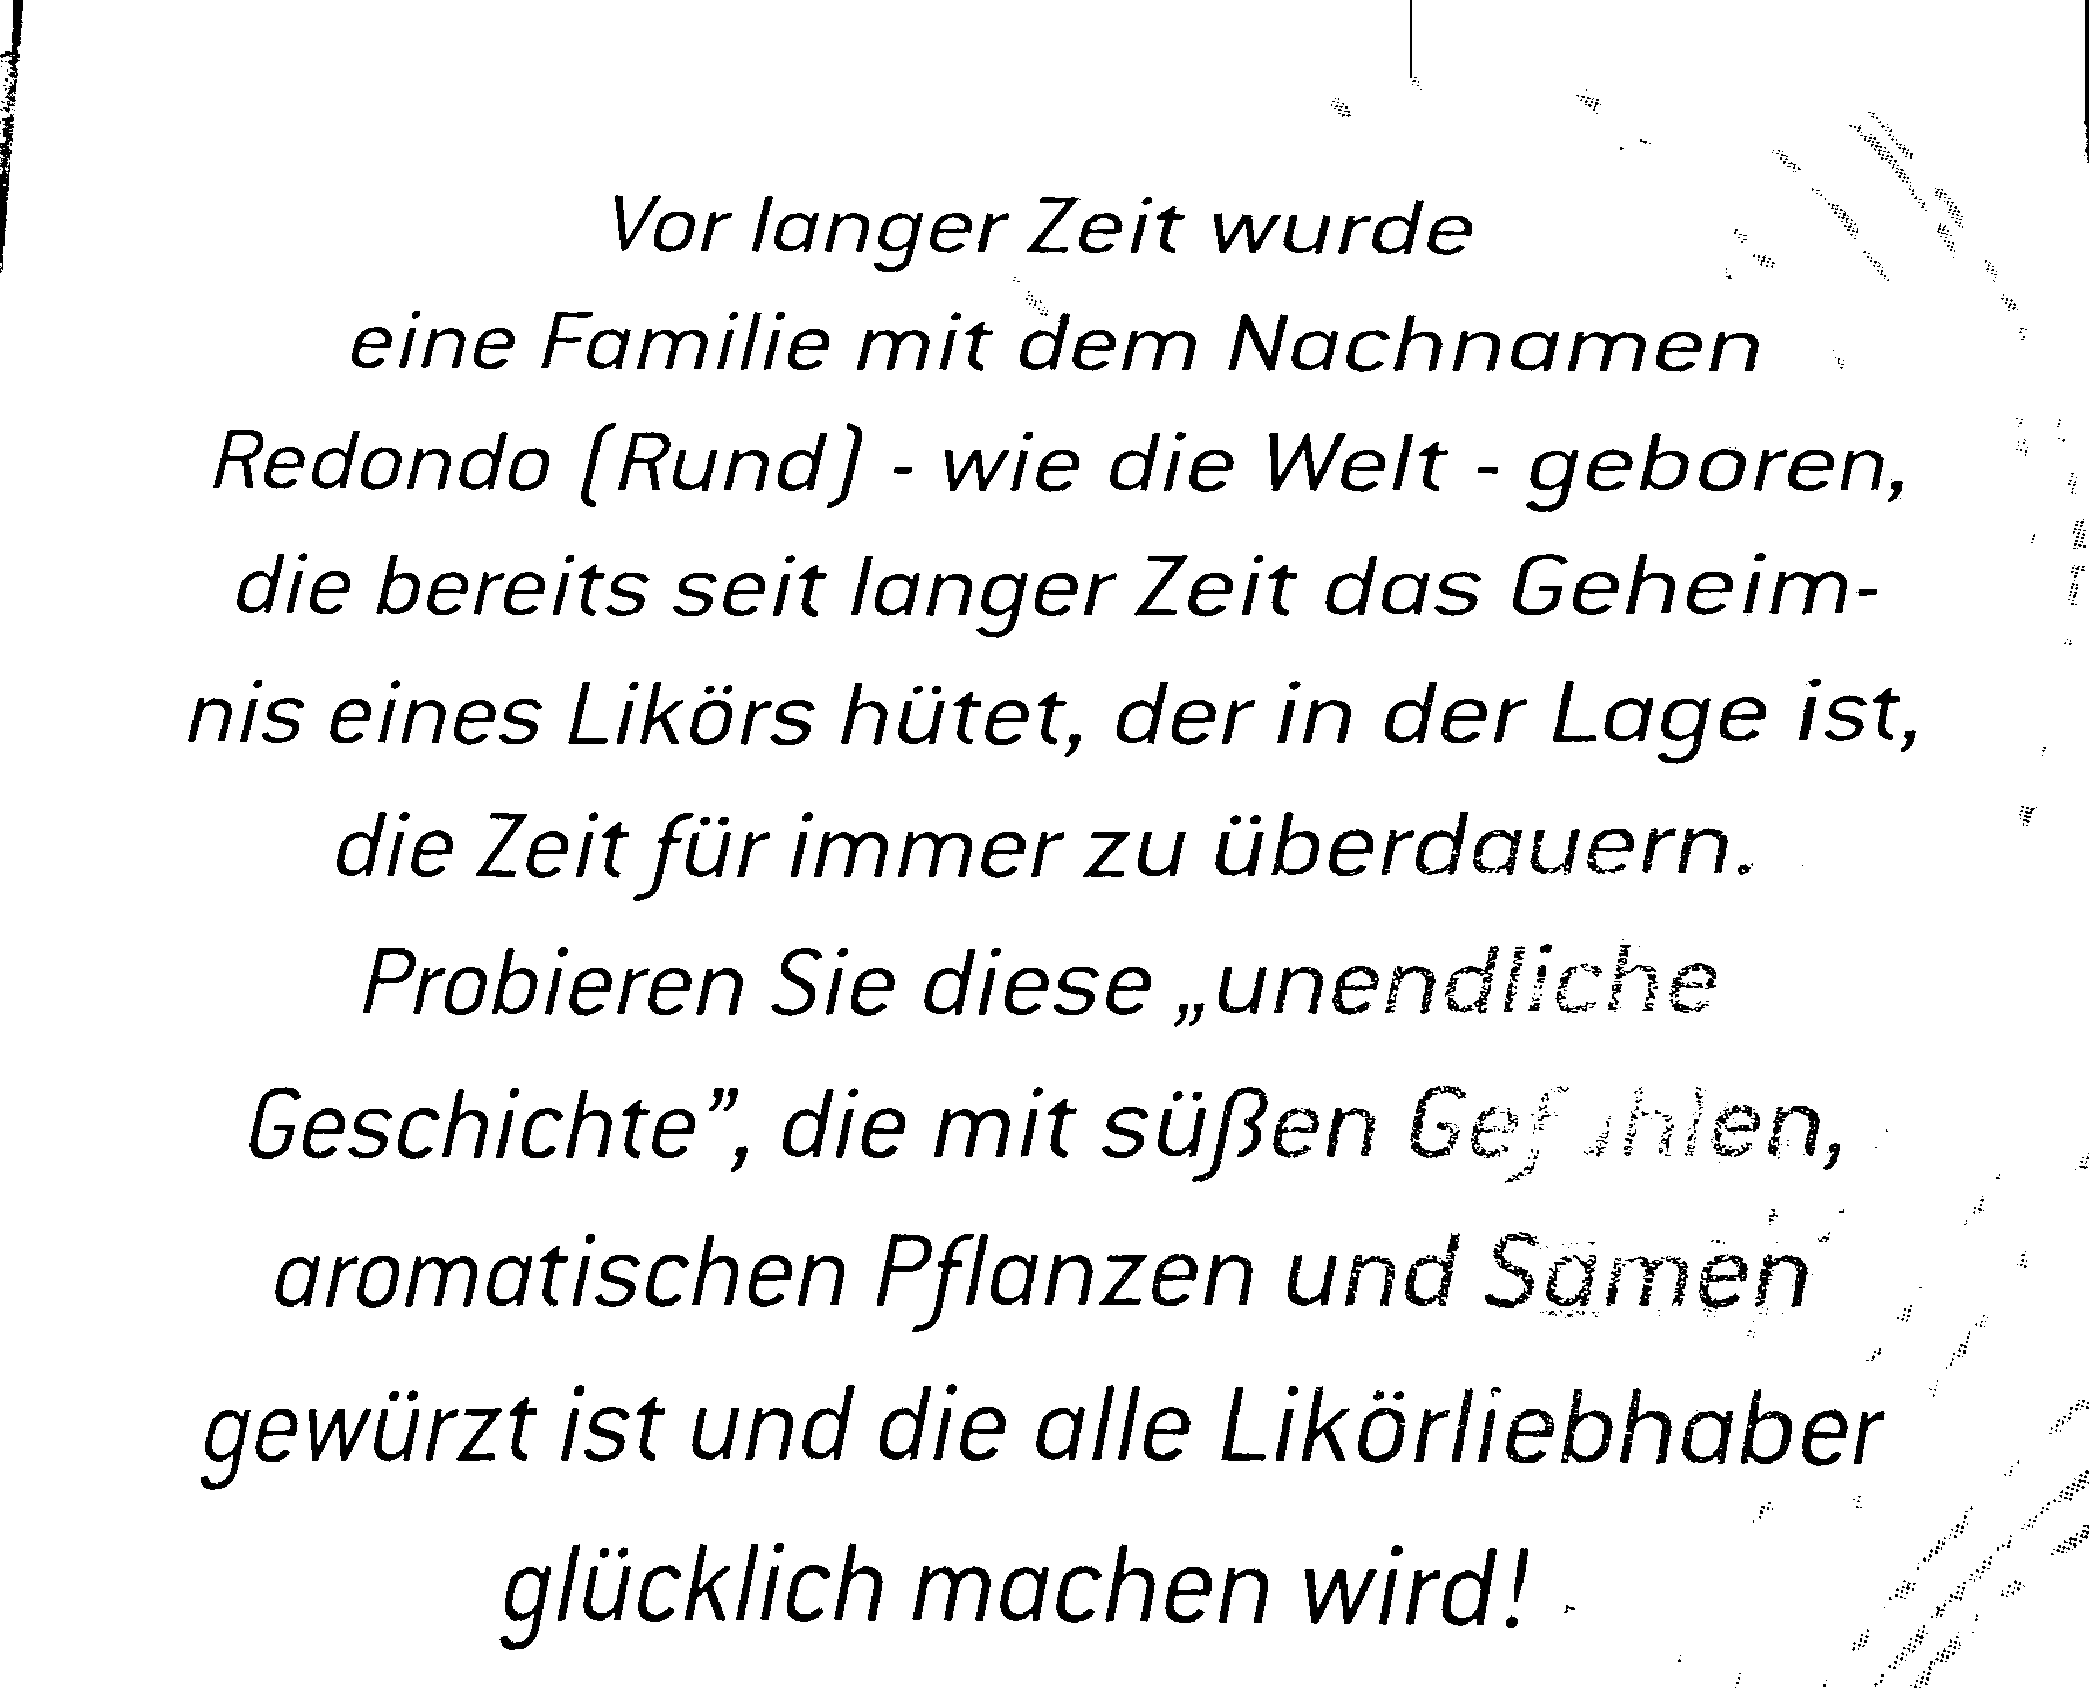 Vor langer Zeit wurde
eine Familie mit dem Nachnamen
Redondo (Rund) - wie die Welt - geboren,
die bereits seit langer Zeit das Geheim-
nis eines Likörs hütet, der in der Lage ist,
die Zeit für immer zu überdauern.
Probieren Sie diese „unendliche
Geschichte”, die mit süßen Gefühlen,
aromatischen Pflanzen und Samen
gewürzt ist und die alle Likörliebhaber
glücklich machen wird!